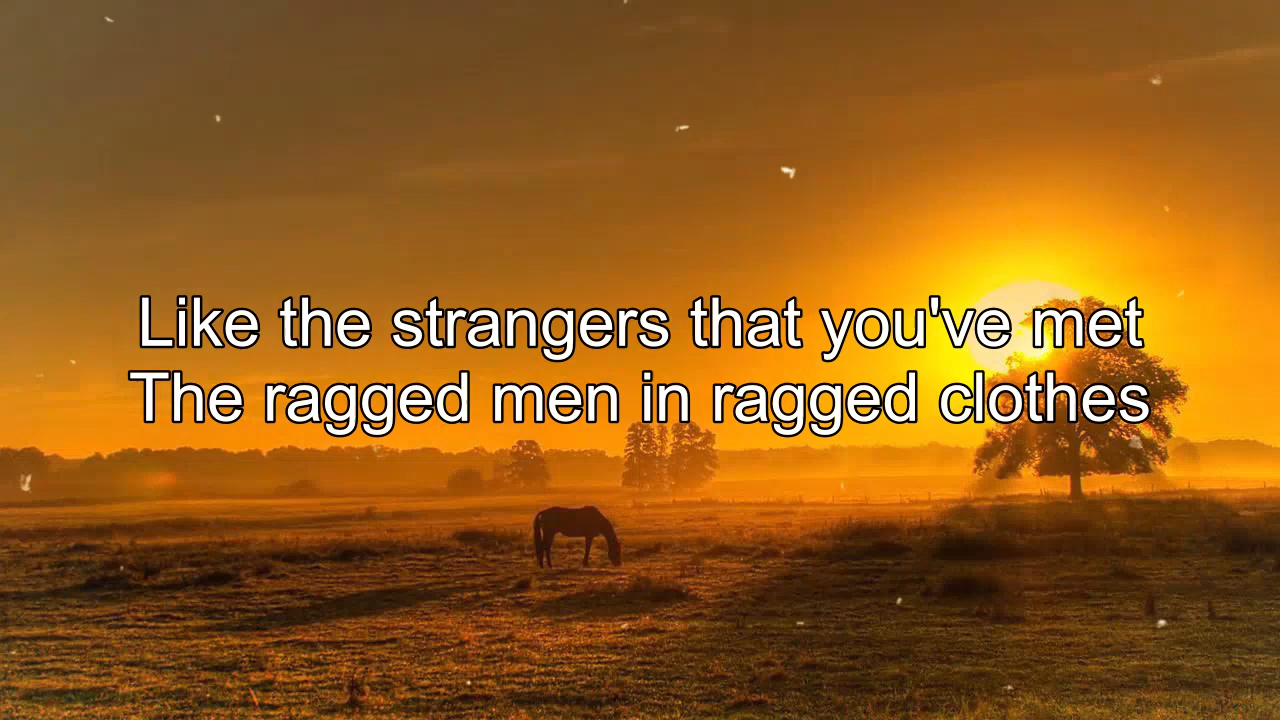 Like the strangers that you've met
The ragged men in ragged clothes